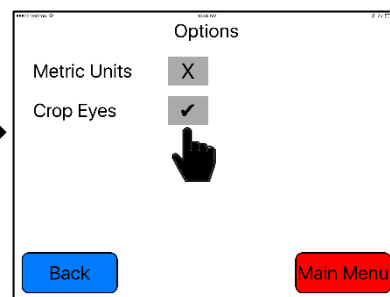 Options
Metric Units X
Crop Eyes ✔
Back
Main Menu